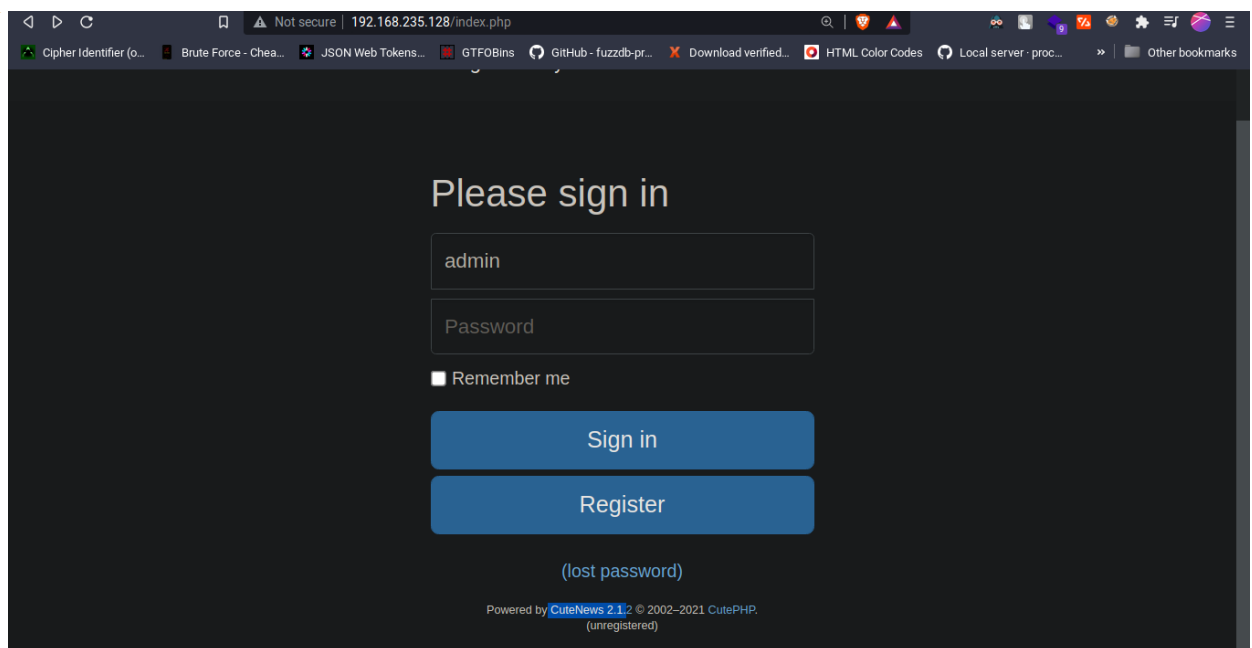 Not secure | 192.168.235.128/index.php
Cipher Identifier (o... Brute Force - Chea... JSON Web Tokens... GTFOBins GitHub - fuzzdb-pr... Download verified... HTML Color Codes Local server · proc... » Other bookmarks
Please sign in
admin
Password
Remember me
Sign in
Register
(lost password)
Powered by CuteNews 2.1.2 © 2002–2021 CutePHP.
(unregistered)